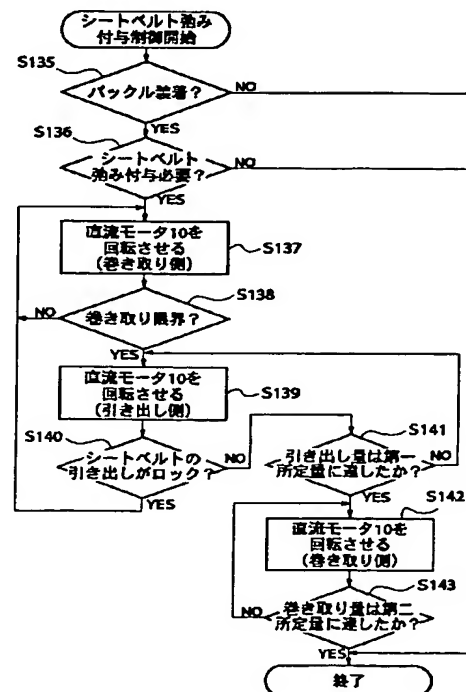 シートベルト弛み
付与制御開始
S135
バックル装着?
NO
YES
S136
シートベルト
弛み付与必要?
NO
YES
直流モータ10を
回転させる
(巻き取り側)
S137
S138
巻き取り限界?
NO
YES
直流モータ10を
回転させる
(引き出し側)
S139
S140
シートベルトの
引き出しがロック?
NO
YES
S141
引き出し量は第一
所定量に達したか?
NO
YES
S142
直流モータ10を
回転させる
(巻き取り側)
S143
巻き取り量は第二
所定量に達したか?
NO
YES
終了